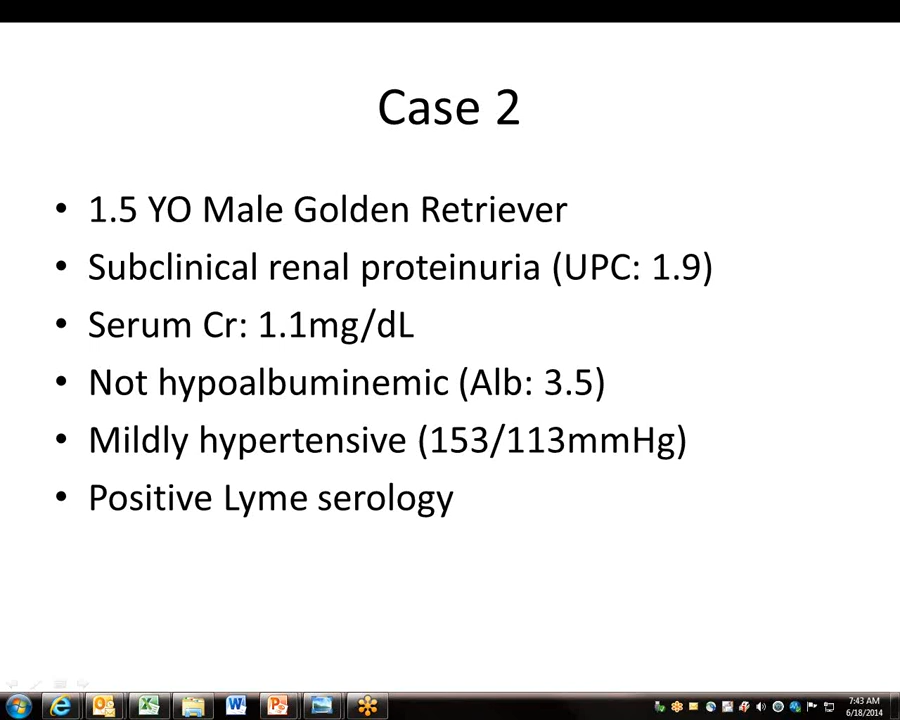 Case 2
• 1.5 YO Male Golden Retriever
• Subclinical renal proteinuria (UPC: 1.9)
• Serum Cr: 1.1mg/dL
• Not hypoalbuminemic (Alb: 3.5)
• Mildly hypertensive (153/113mmHg)
• Positive Lyme serology
7:43 AM
6/18/2014